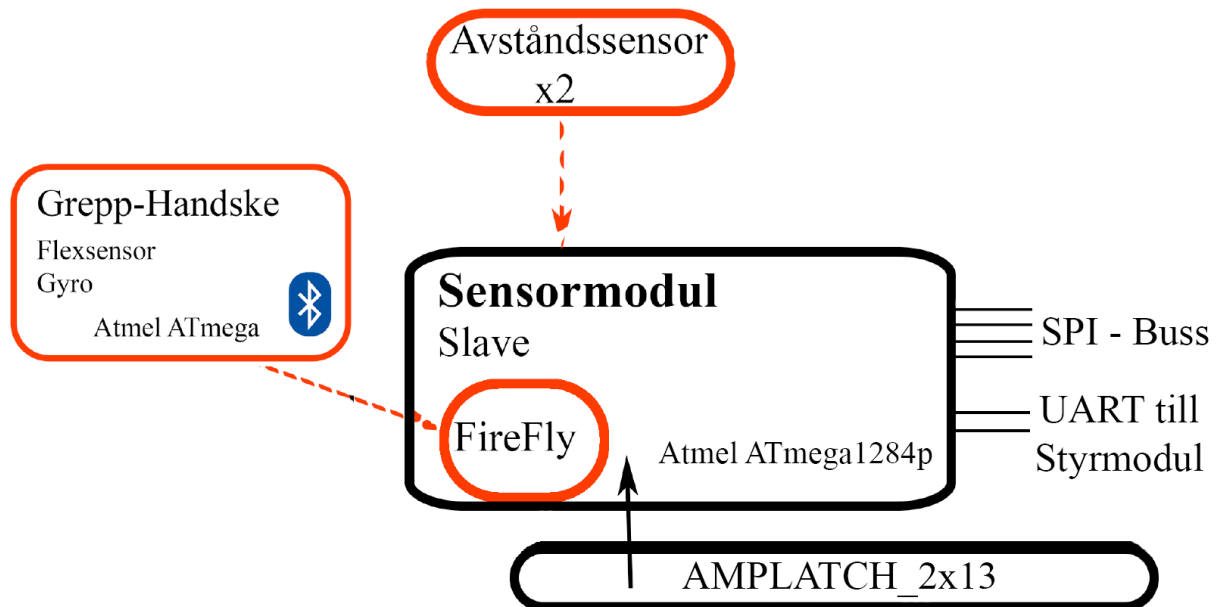 Avståndssensor
x2
Grepp-Handske
Flexsensor
Gyro
Atmel ATmega
Sensormodul
Slave
FireFly
Atmel ATmega1284p
SPI - Buss
UART till
Styrmodul
AMPLATCH_2x13